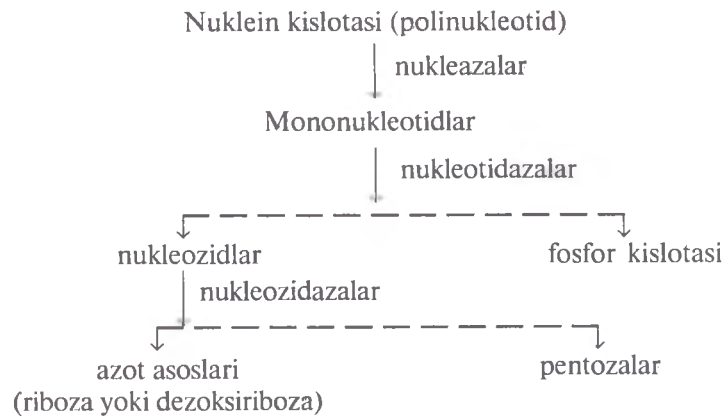 Nuklein kislotasi (polinukleotid)
nukleazalar
Mononukleotidlar
nukleotidazalar
nukleozidlar
fosfor kislotasi
nukleozidazalar
azot asoslari
pentozalar
(riboza yoki dezoksiriboza)